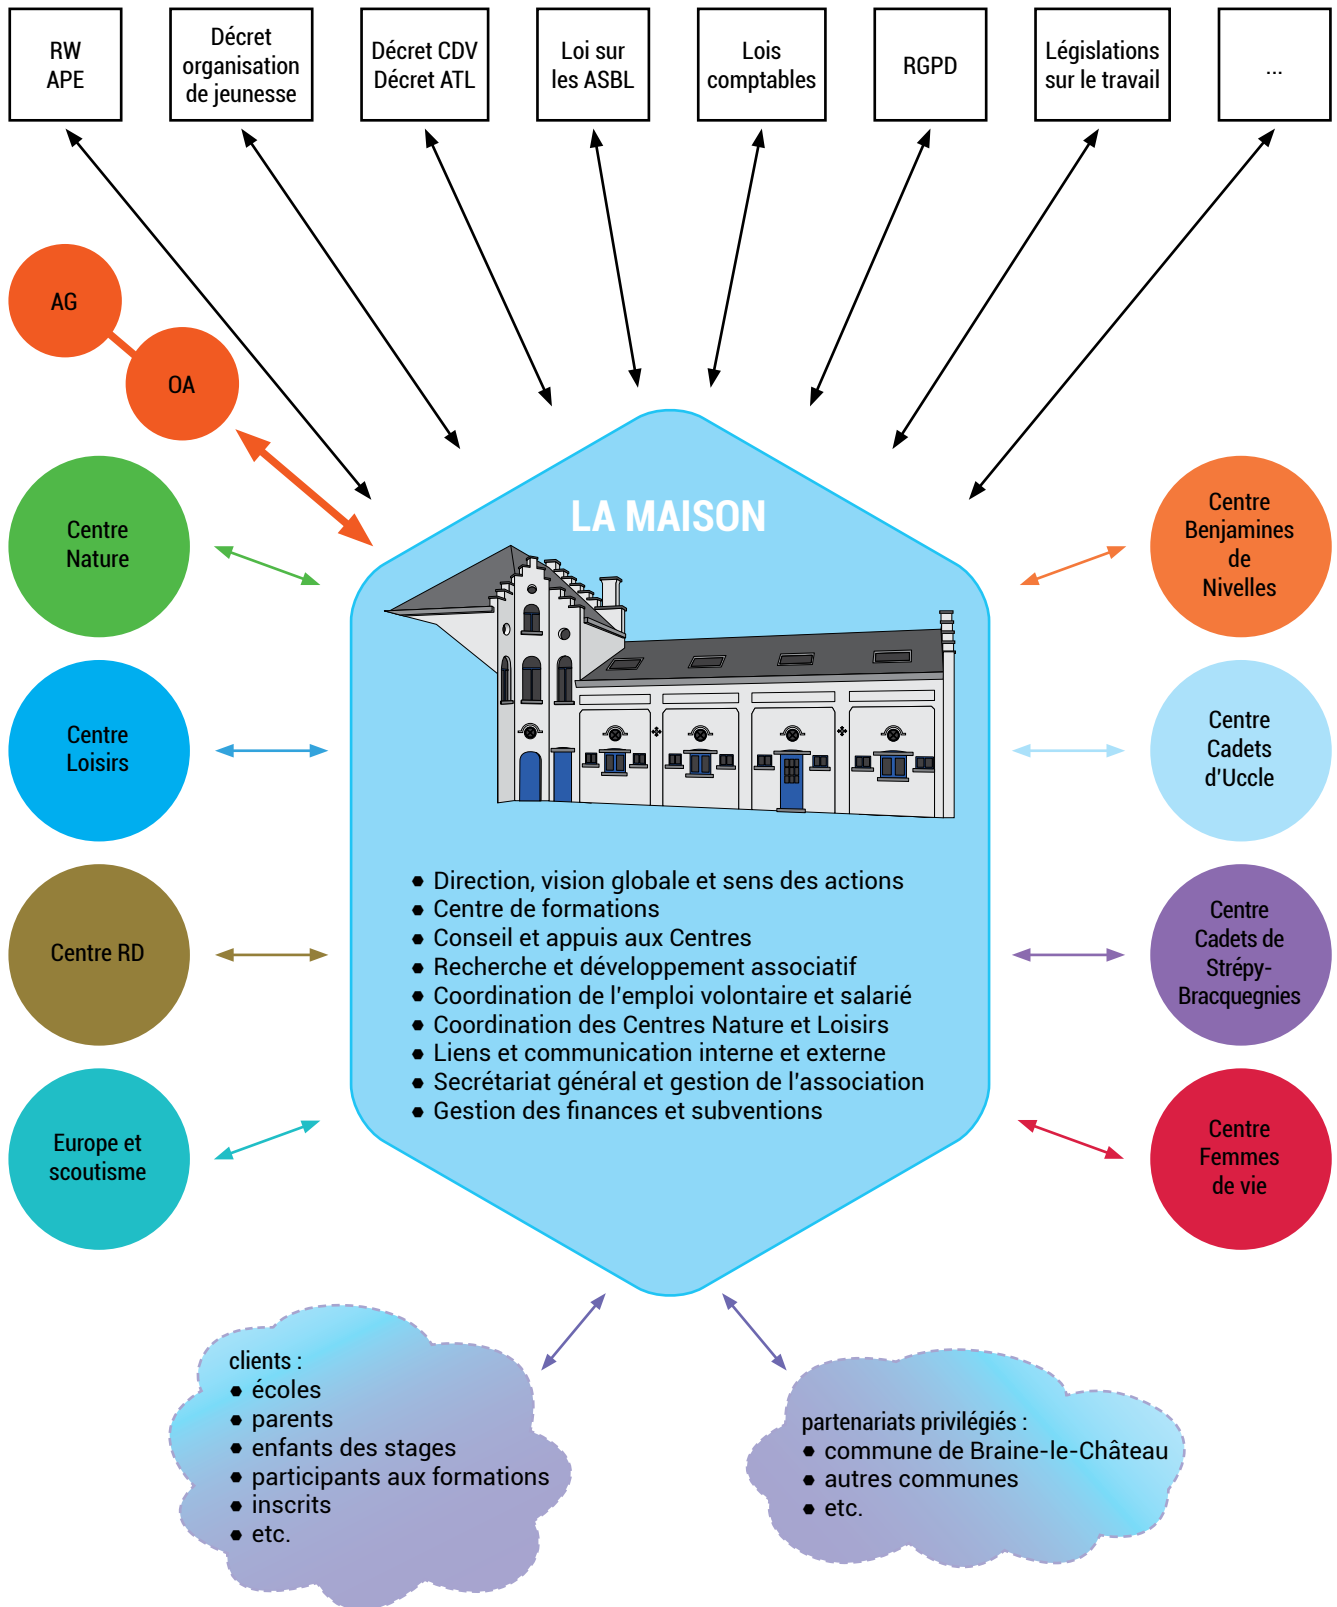 RW
APE
Décret
organisation
de jeunesse
Décret CDV
Décret ATL
Loi sur
les ASBL
Lois
comptables
RGPD
Législations
sur le travail
...
AG
OA
Centre
Nature
Centre
Loisirs
Centre RD
Europe et
scoutisme
LA MAISON
• Direction, vision globale et sens des actions
• Centre de formations
• Conseil et appuis aux Centres
• Recherche et développement associatif
• Coordination de l'emploi volontaire et salarié
• Coordination des Centres Nature et Loisirs
• Liens et communication interne et externe
• Secrétariat général et gestion de l'association
• Gestion des finances et subventions
Centre
Benjamines
de
Nivelles
Centre
Cadets
d'Uccle
Centre
Cadets de
Strépy-
Bracquegnies
Centre
Femmes
de vie
clients :
• écoles
• parents
• enfants des stages
• participants aux formations
• inscrits
• etc.
partenariats privilégiés :
• commune de Braine-le-Château
• autres communes
• etc.